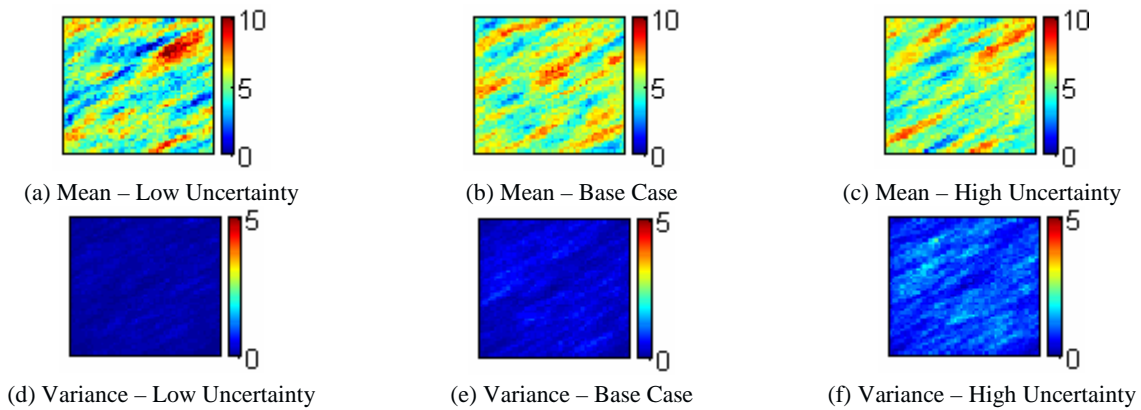 10
5
0
10
5
0
10
5
0
(a) Mean – Low Uncertainty
(b) Mean – Base Case
(c) Mean – High Uncertainty
5
0
5
0
5
0
(d) Variance – Low Uncertainty
(e) Variance – Base Case
(f) Variance – High Uncertainty